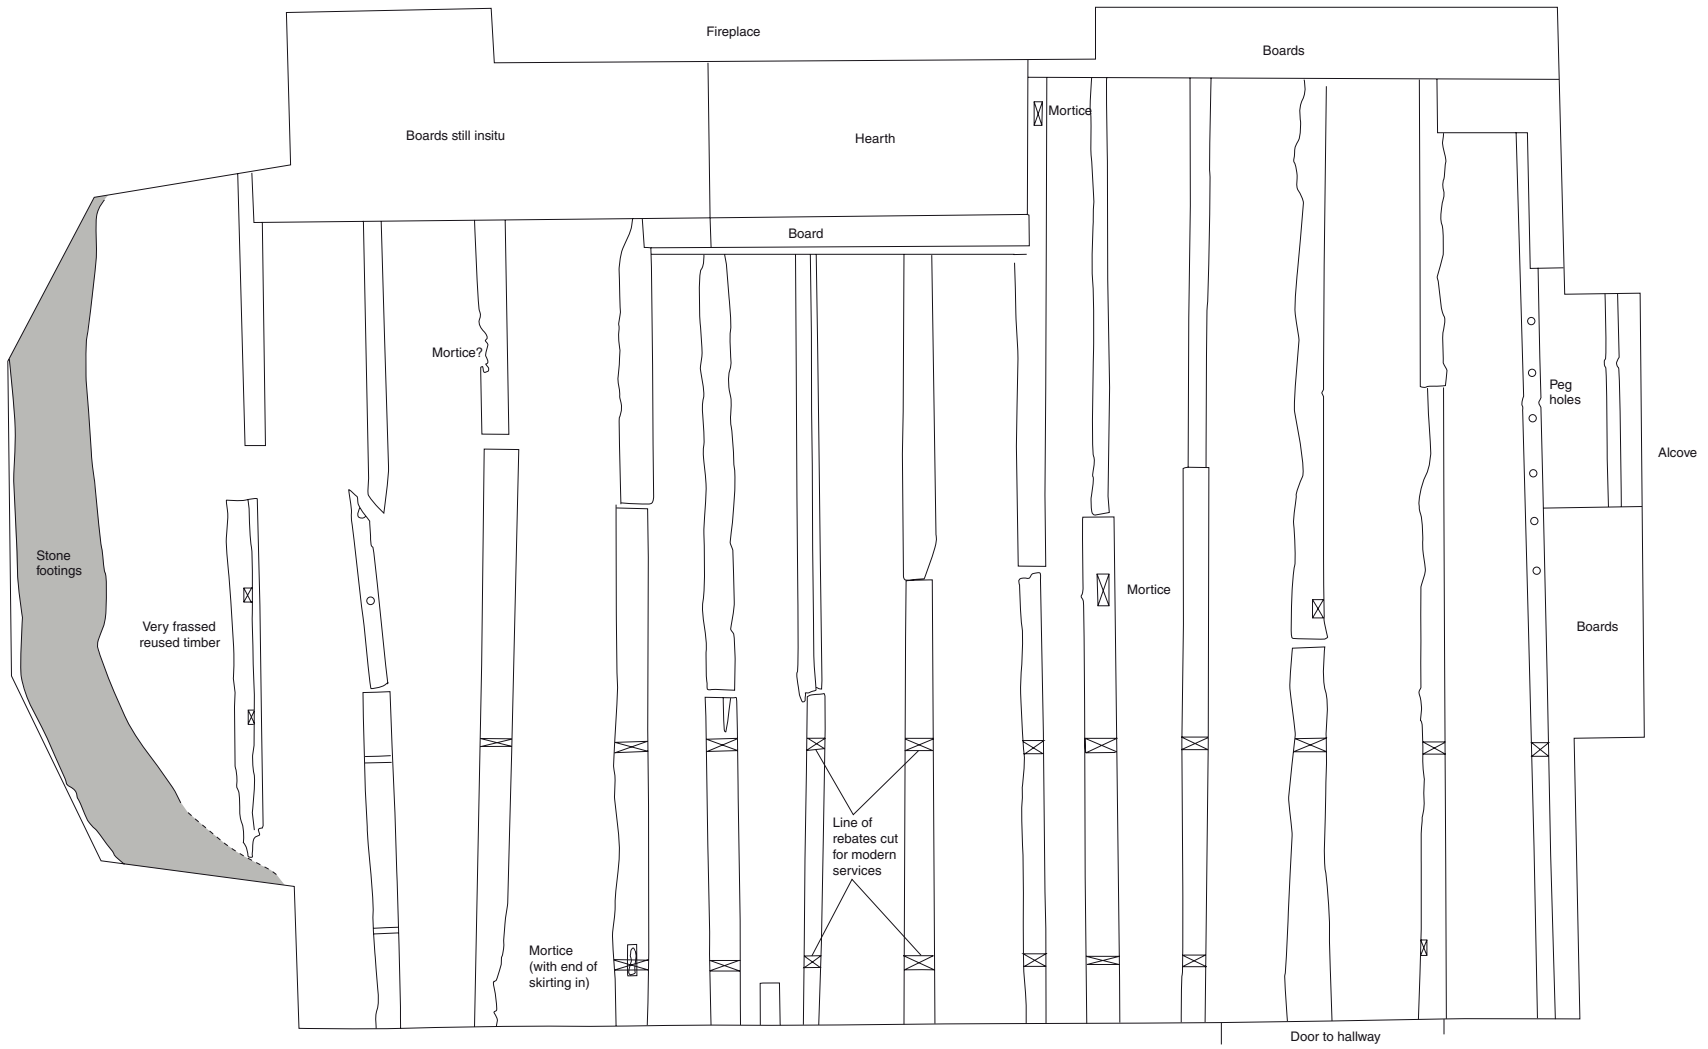 Fireplace
Boards
Mortice
Boards still insitu
Hearth
Board
Mortice?
Peg
holes
Alcove
Stone
footings
Mortice
Very frassed
reused timber
Boards
Line of
rebates cut
for modern
services
Mortice
(with end of
skirting in)
Door to hallway